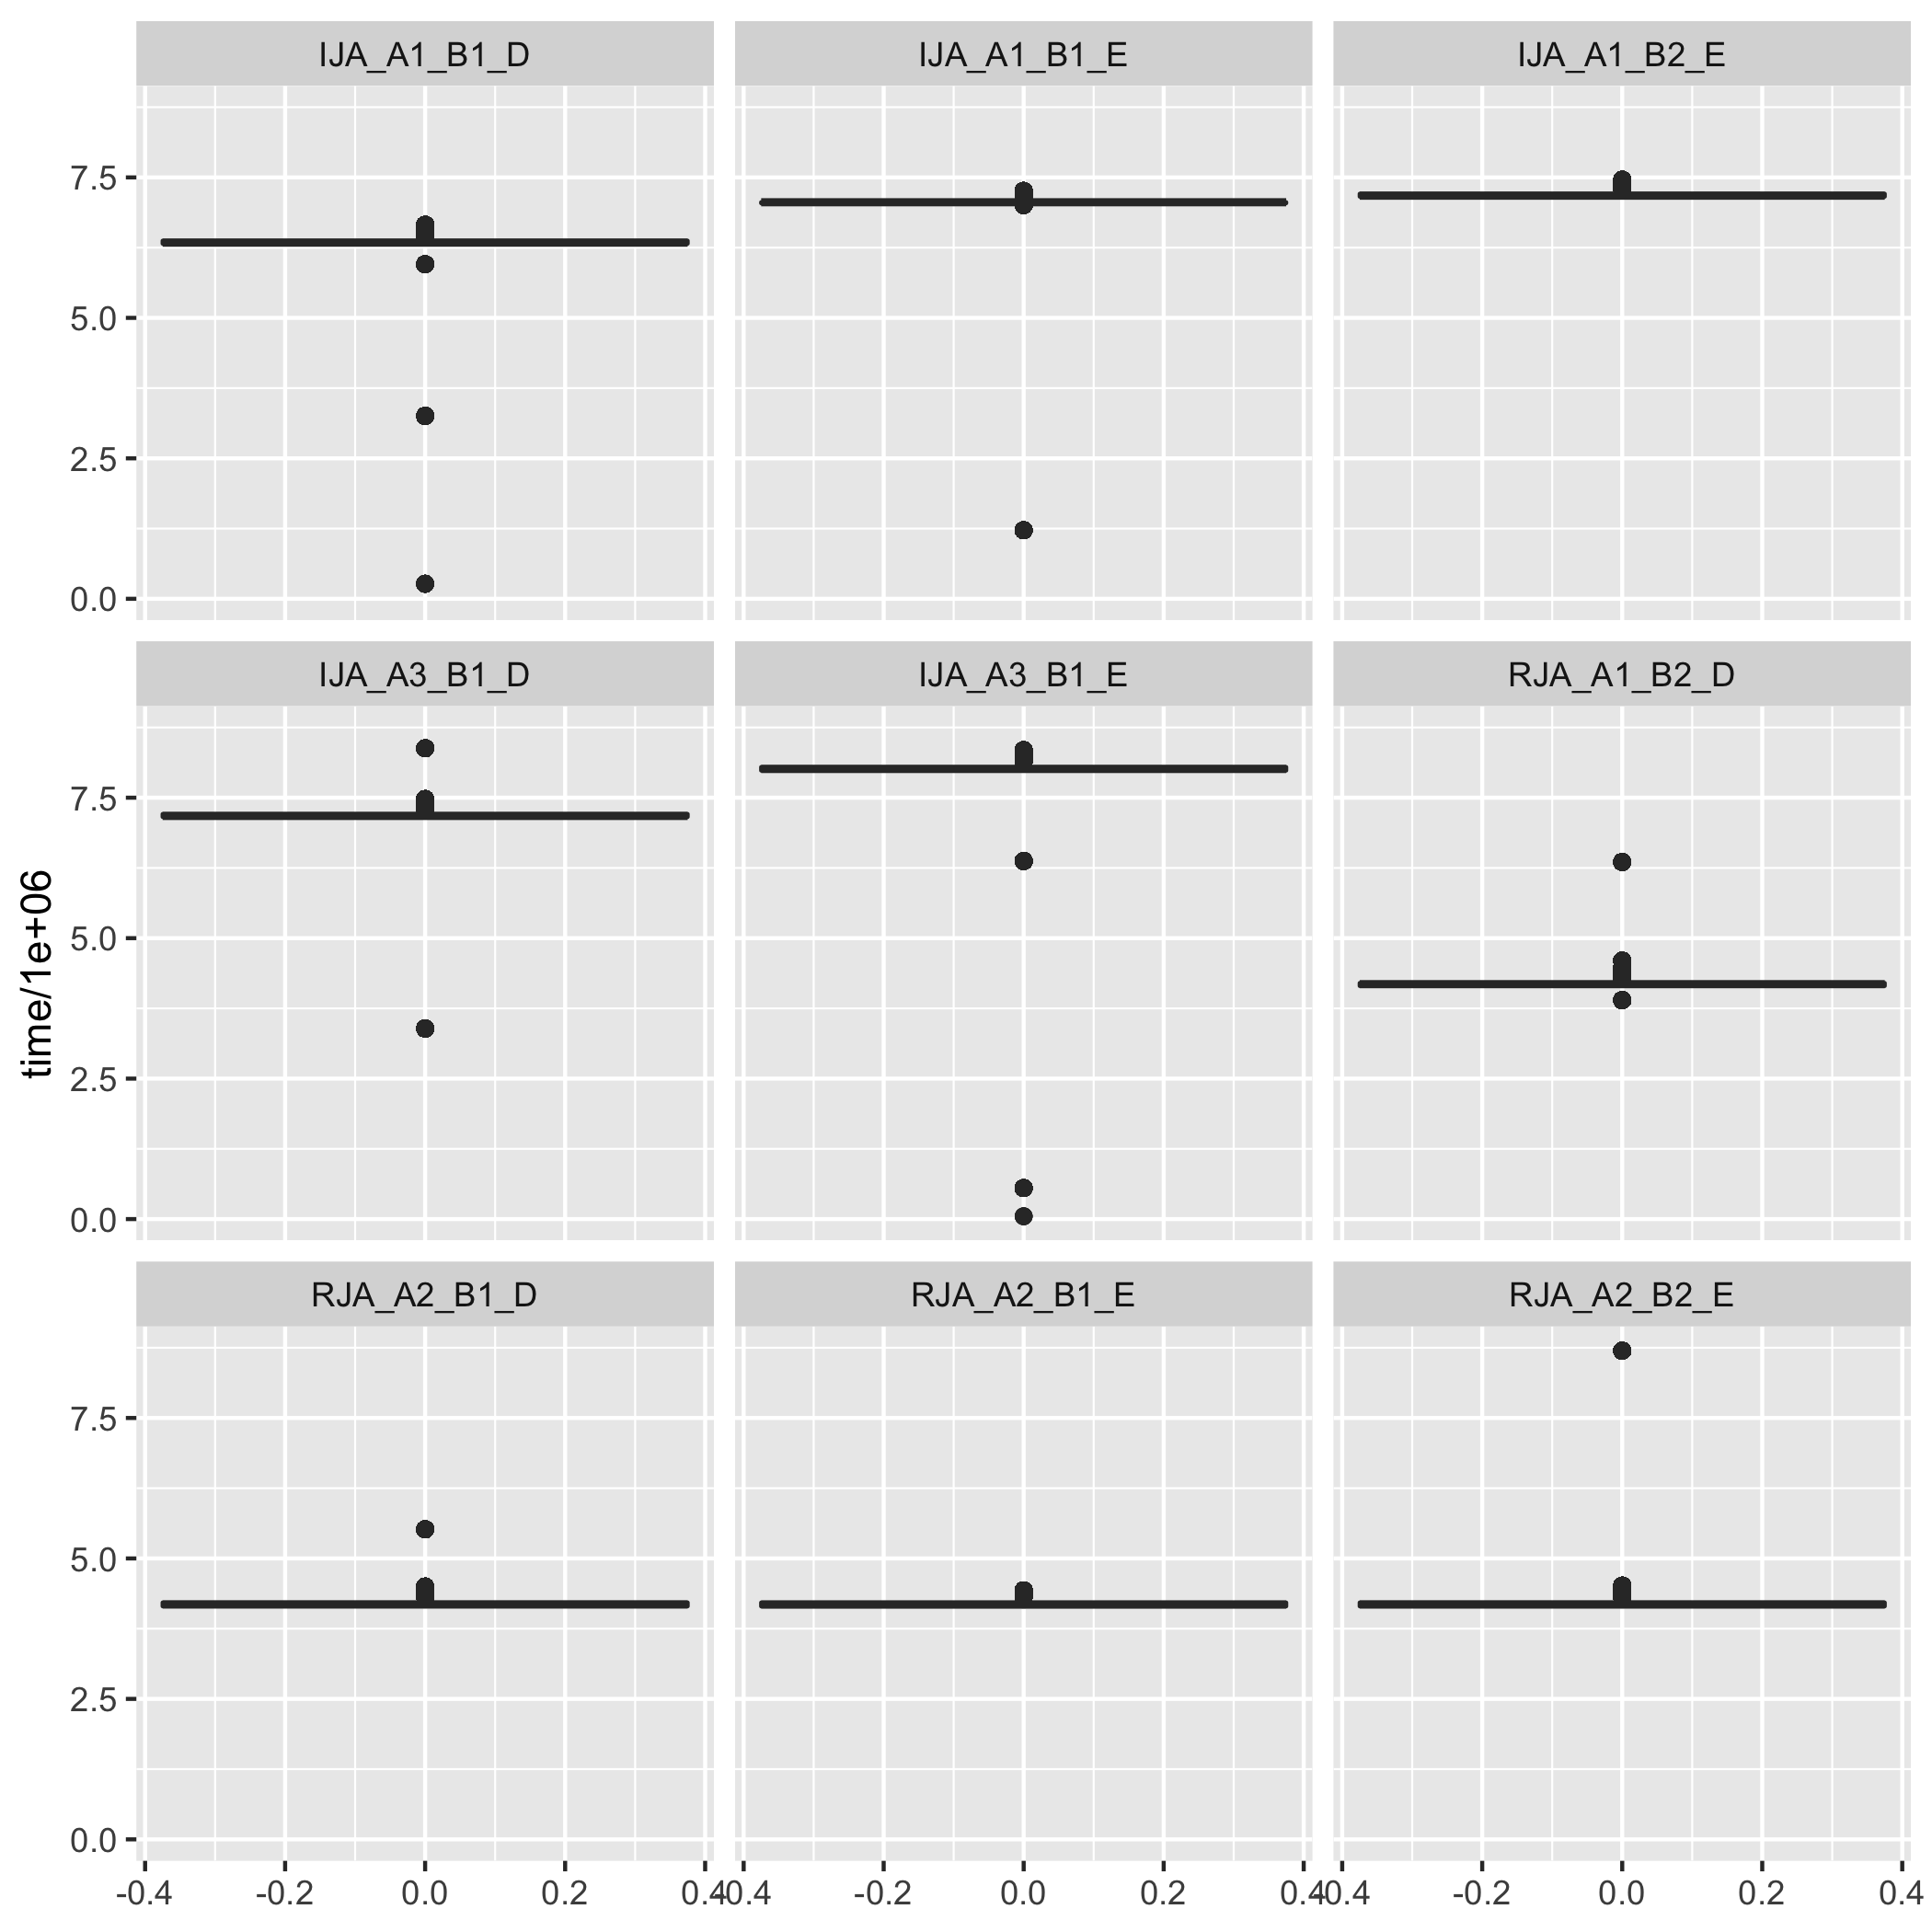 IJA_A1_B1_D IJA_A1_B1_E IJA_A1_B2_E
7.5
5.0
2.5
0.0
IJA_A3_B1_D IJA_A3_B1_E RJA_A1_B2_D
7.5
5.0
2.5
0.0
time/1e+06
RJA_A2_B1_D RJA_A2_B1_E RJA_A2_B2_E
7.5
5.0
2.5
0.0
-0.4 -0.2 0.0 0.2 0.4 -0.4 -0.2 0.0 0.2 0.4 -0.4 -0.2 0.0 0.2 0.4